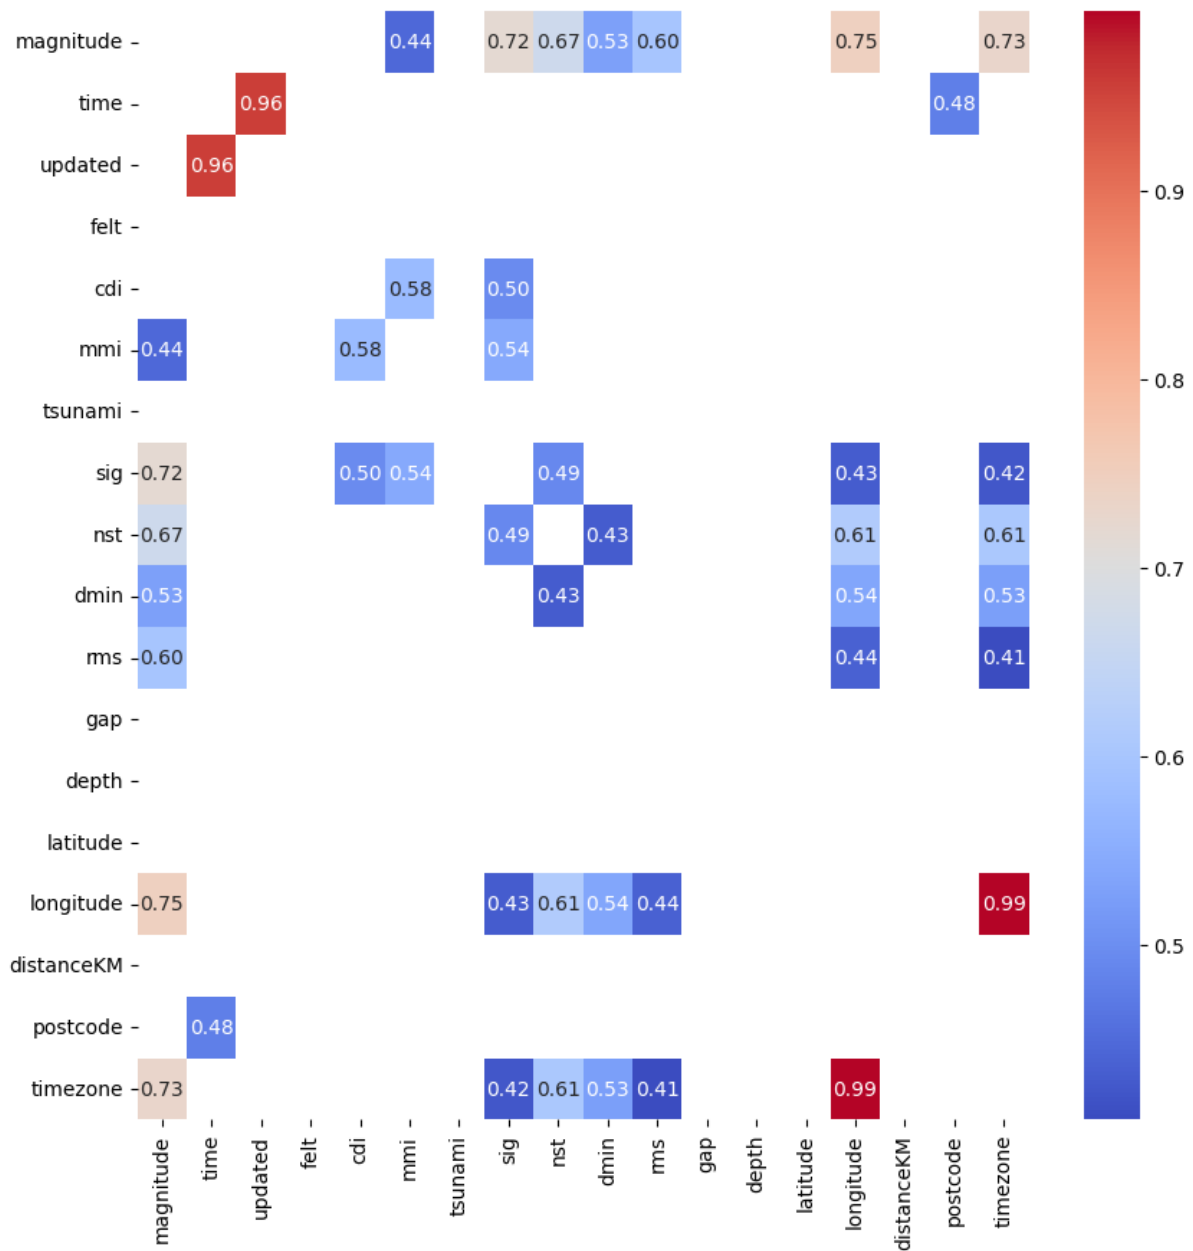 magnitude 0.44 0.72 0.67 0.53 0.60 0.75 0.73
time 0.96 0.48
updated 0.96
0.9
felt
cdi 0.58 0.50
mmi 0.44 0.58 0.54
0.8
tsunami
sig 0.72 0.50 0.54 0.49 0.43 0.42
nst 0.67 0.49 0.43 0.61 0.61
0.7
dmin 0.53 0.43 0.54 0.53
rms 0.60 0.44 0.41
gap
0.6
depth
latitude
longitude 0.75 0.43 0.61 0.54 0.44 0.99
0.5
distanceKM
postcode 0.48
timezone 0.73 0.42 0.61 0.53 0.41 0.99
magnitude
time
updated
felt
cdi
mmi
tsunami
sig
nst
dmin
rms
gap
depth
latitude
longitude
distanceKM
postcode
timezone